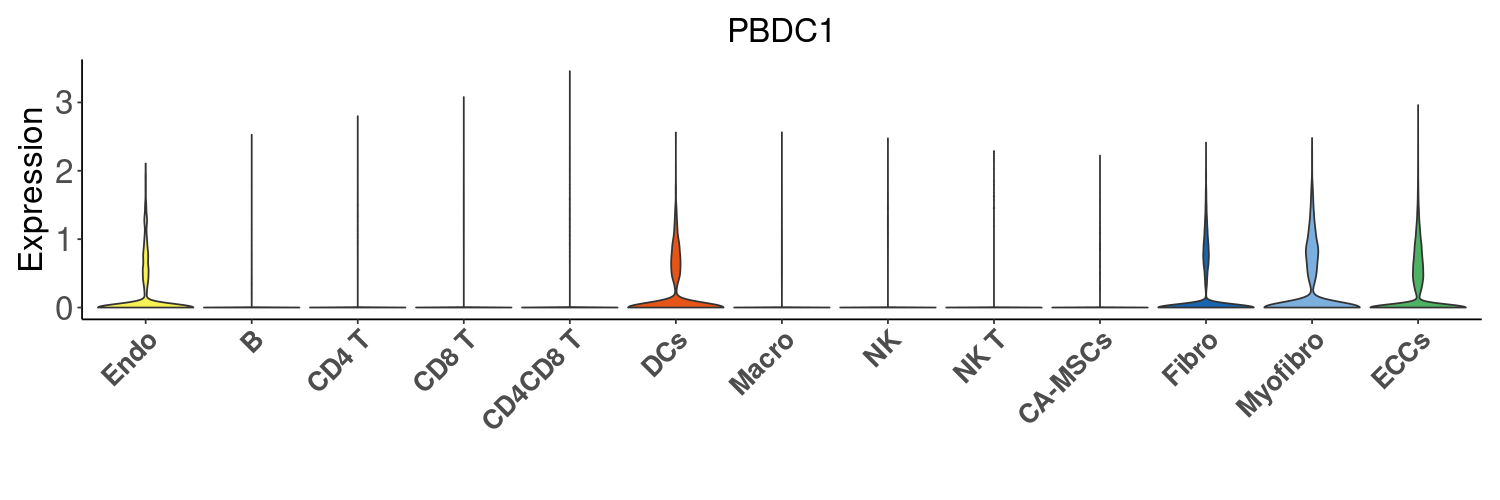 PBDC1
Expression
3
2
1
0
Endo
B
CD4 T
CD8 T
CD4CD8 T
DCs
Macro
NK
NK T
CA-MSCs
Fibro
Myofibro
ECCs